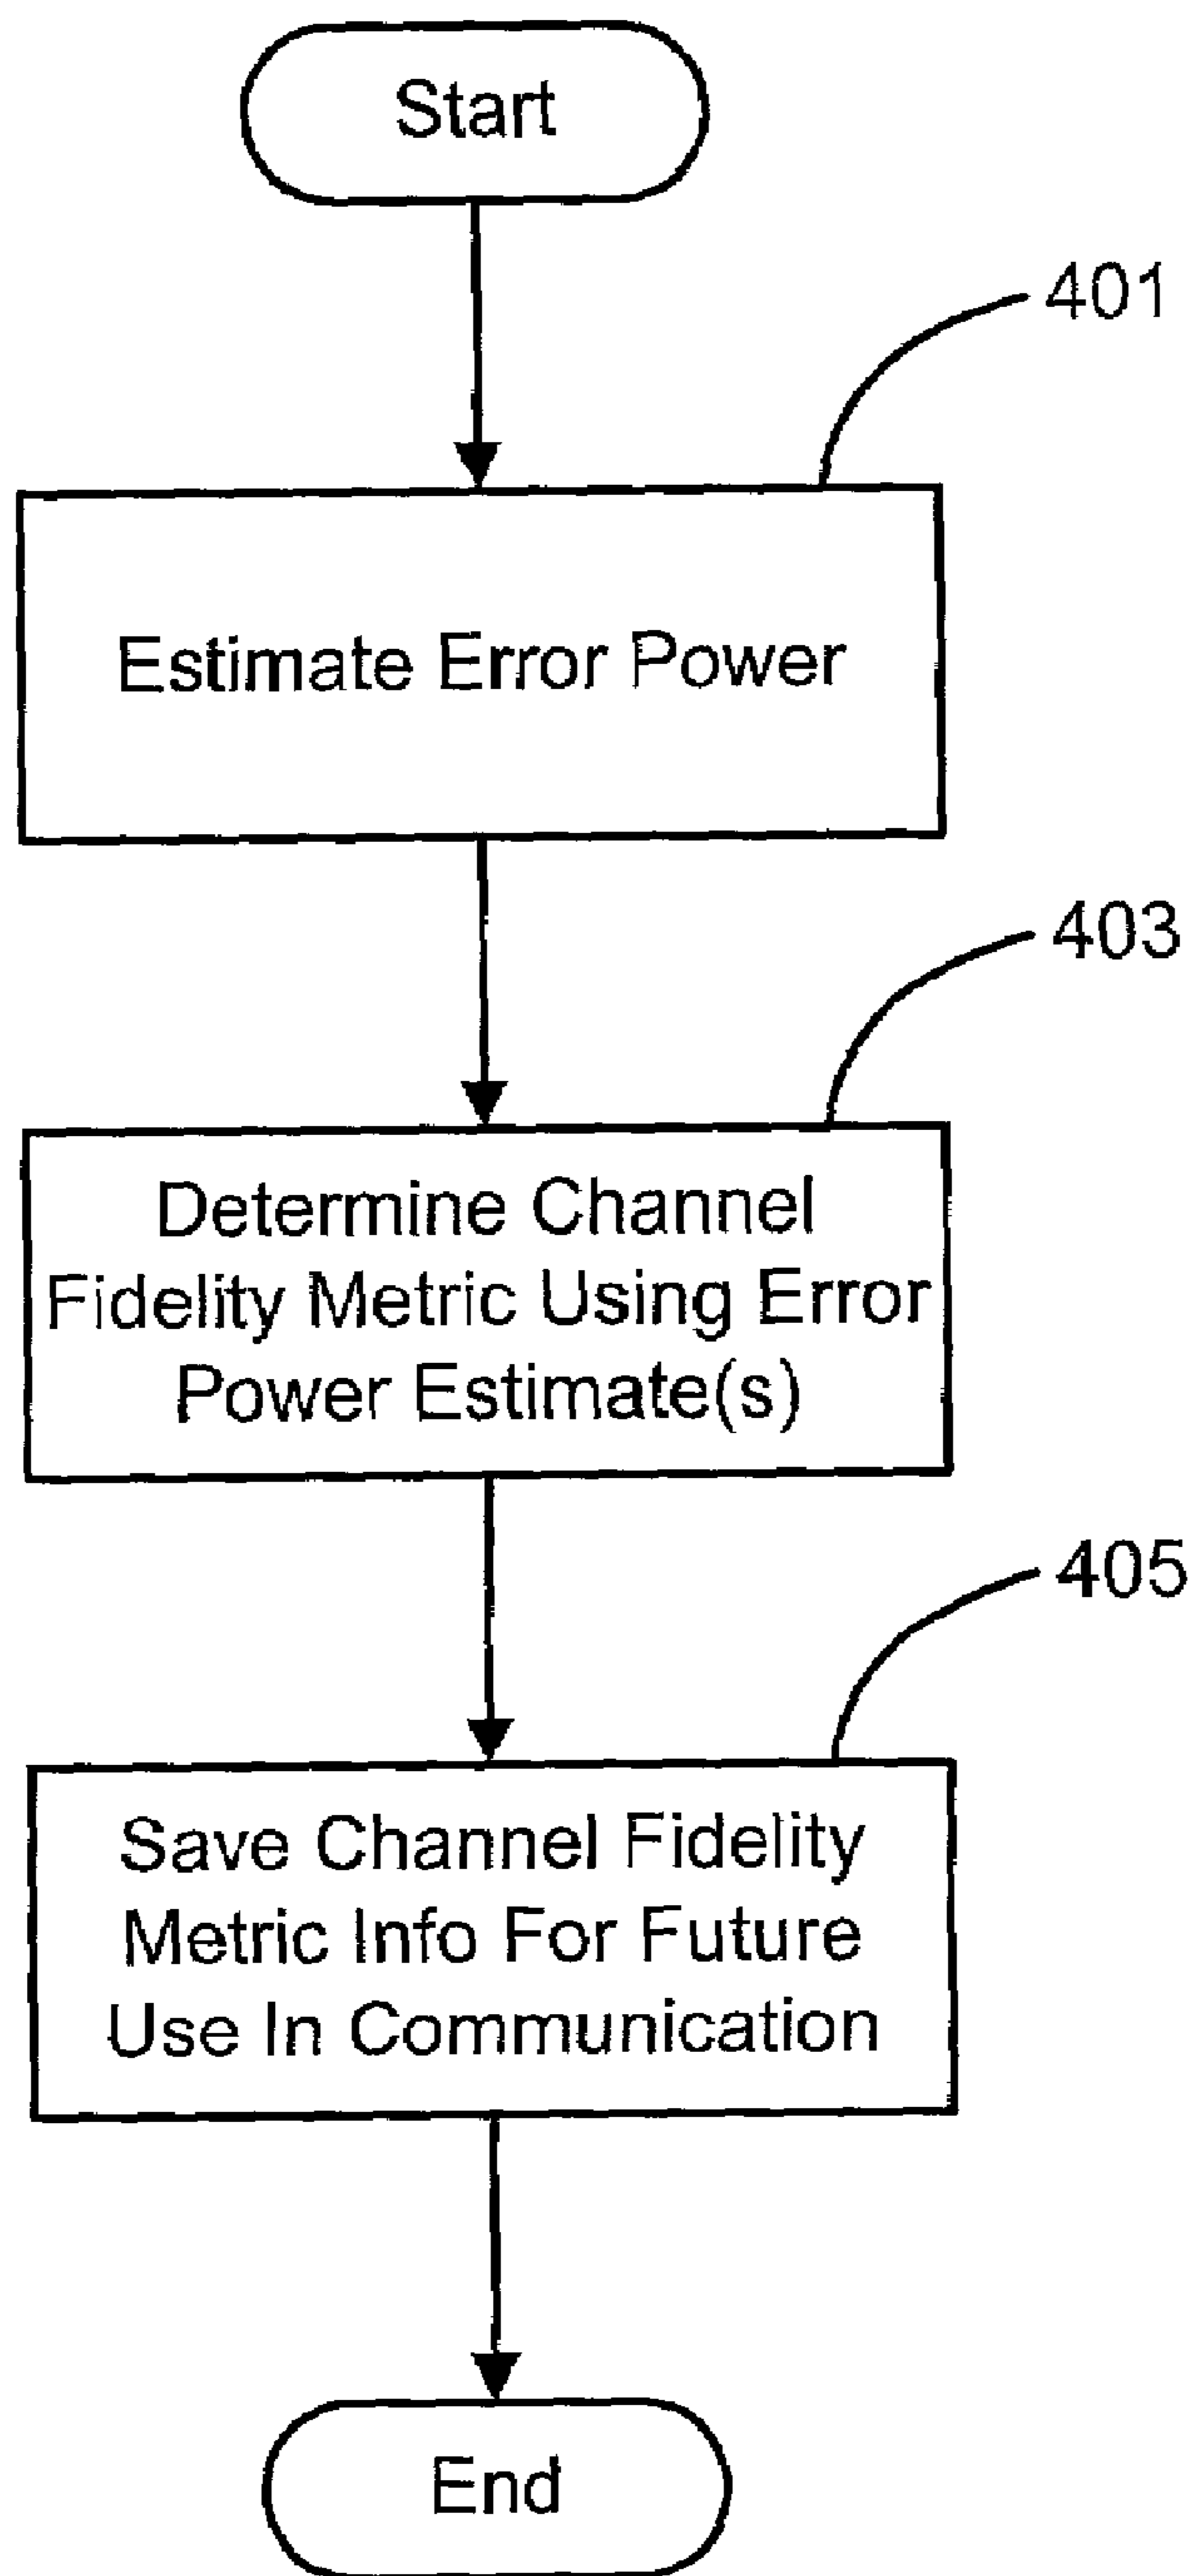 Start
401
Estimate Error Power
403
Determine Channel
Fidelity Metric Using Error
Power Estimate(s)
405
Save Channel Fidelity
Metric Info For Future
Use In Communication
End